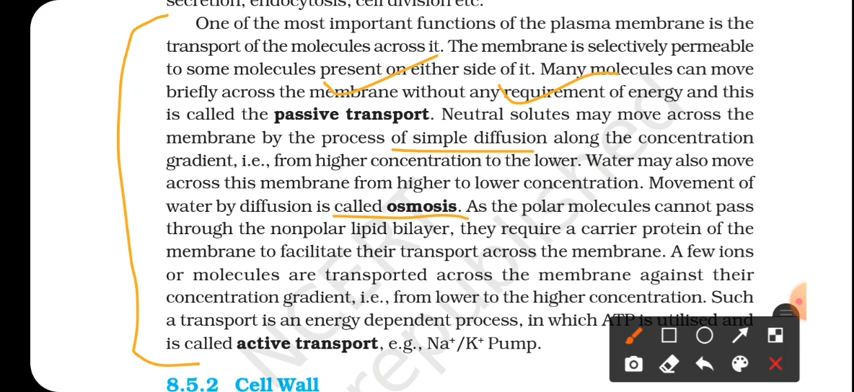 secretion, endocytosis, cell division etc.
One of the most important functions of the plasma membrane is the
transport of the molecules across it. The membrane is selectively permeable
to some molecules present on either side of it. Many molecules can move
briefly across the membrane without any requirement of energy and this
is called the passive transport. Neutral solutes may move across the
membrane by the process of simple diffusion along the concentration
gradient, i.e., from higher concentration to the lower. Water may also move
across this membrane from higher to lower concentration. Movement of
water by diffusion is called osmosis. As the polar molecules cannot pass
through the nonpolar lipid bilayer, they require a carrier protein of the
membrane to facilitate their transport across the membrane. A few ions
or molecules are transported across the membrane against their
concentration gradient, i.e., from lower to the higher concentration. Such
a transport is an energy dependent process, in which ATP is utilised and
is called active transport, e.g., Na⁺/K⁺ Pump.
8.5.2 Cell Wall
NCERT
republished